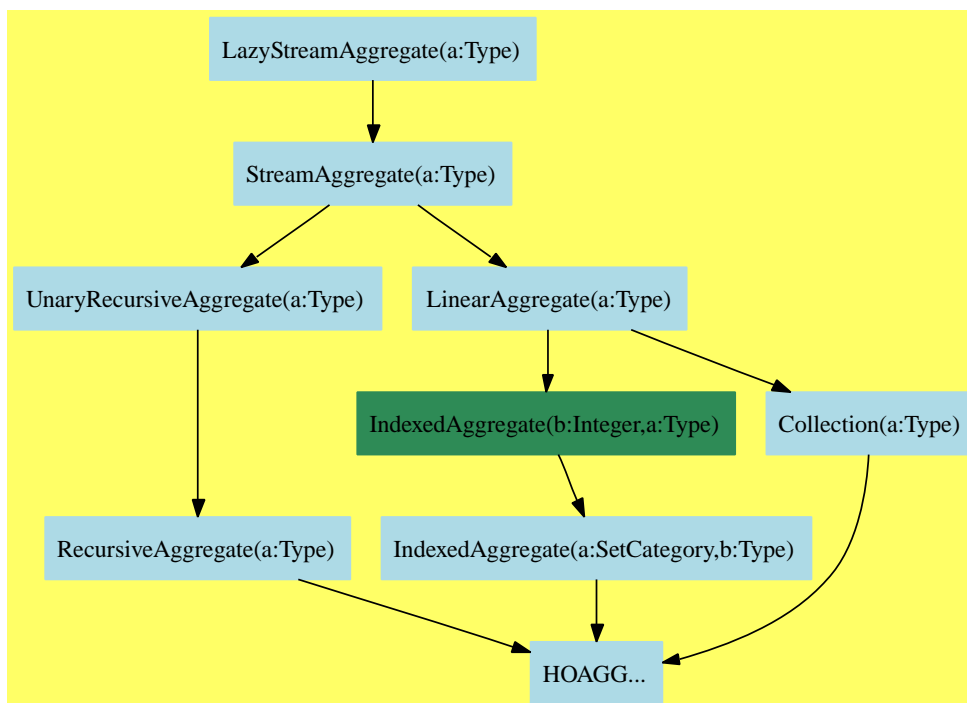 LazyStreamAggregate(a:Type)
StreamAggregate(a:Type)
UnaryRecursiveAggregate(a:Type)
LinearAggregate(a:Type)
IndexedAggregate(b:Integer,a:Type)
Collection(a:Type)
RecursiveAggregate(a:Type)
IndexedAggregate(a:SetCategory,b:Type)
HOAGG...